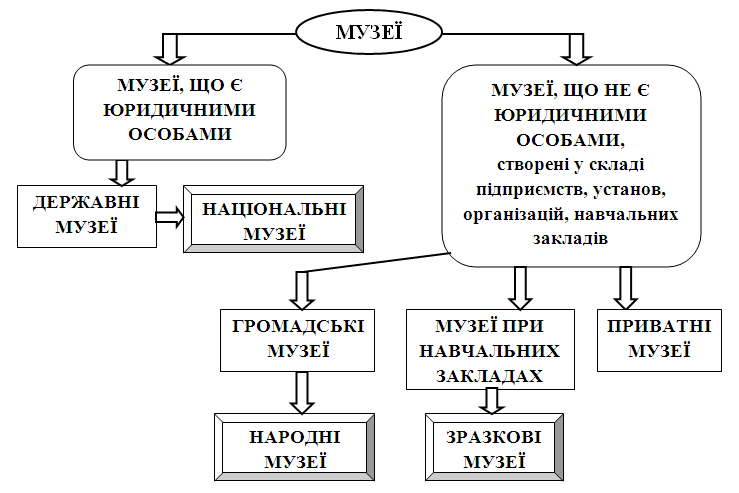 МУЗЕЇ
МУЗЕЇ, ЩО Є
ЮРИДИЧНИМИ
ОСОБАМИ
МУЗЕЇ, ЩО НЕ Є
ЮРИДИЧНИМИ
ОСОБАМИ,
створені у складі
підприємств, установ,
організацій, навчальних
закладів
ДЕРЖАВНІ
МУЗЕЇ
НАЦІОНАЛЬНІ
МУЗЕЇ
ГРОМАДСЬКІ
МУЗЕЇ
МУЗЕЇ ПРИ
НАВЧАЛЬНИХ
ЗАКЛАДАХ
ПРИВАТНІ
МУЗЕЇ
НАРОДНІ
МУЗЕЇ
ЗРАЗКОВІ
МУЗЕЇ